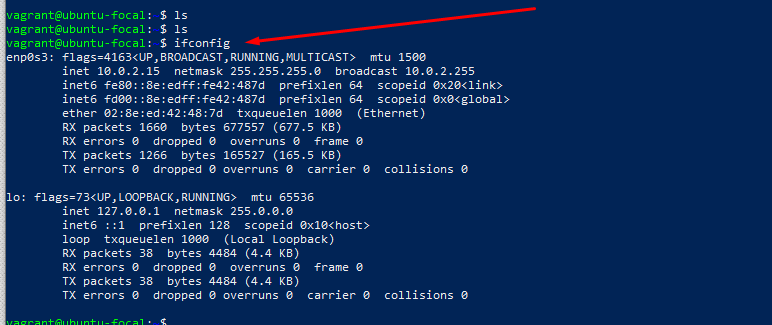 vagrant@ubuntu-focal: $ ls
vagrant@ubuntu-focal: $ ls
vagrant@ubuntu-focal: $ ifconfig
enp0s3: flags=4163<UP,BROADCAST,RUNNING,MULTICAST>  mtu 1500
        inet 10.0.2.15  netmask 255.255.255.0  broadcast 10.0.2.255
        inet6 fe80::8e:edff:fe42:487d  prefixlen 64  scopeid 0x20<link>
        inet6 fd00::8e:edff:fe42:487d  prefixlen 64  scopeid 0x0<global>
        ether 02:8e:ed:42:48:7d  txqueuelen 1000  (Ethernet)
        RX packets 1660  bytes 677557 (677.5 KB)
        RX errors 0  dropped 0  overruns 0  frame 0
        TX packets 1266  bytes 165527 (165.5 KB)
        TX errors 0  dropped 0 overruns 0  carrier 0  collisions 0

lo: flags=73<UP,LOOPBACK,RUNNING>  mtu 65536
        inet 127.0.0.1  netmask 255.0.0.0
        inet6 ::1  prefixlen 128  scopeid 0x10<host>
        loop  txqueuelen 1000  (Local Loopback)
        RX packets 38  bytes 4484 (4.4 KB)
        RX errors 0  dropped 0  overruns 0  frame 0
        TX packets 38  bytes 4484 (4.4 KB)
        TX errors 0  dropped 0 overruns 0  carrier 0  collisions 0

vagrant@ubuntu-focal: $